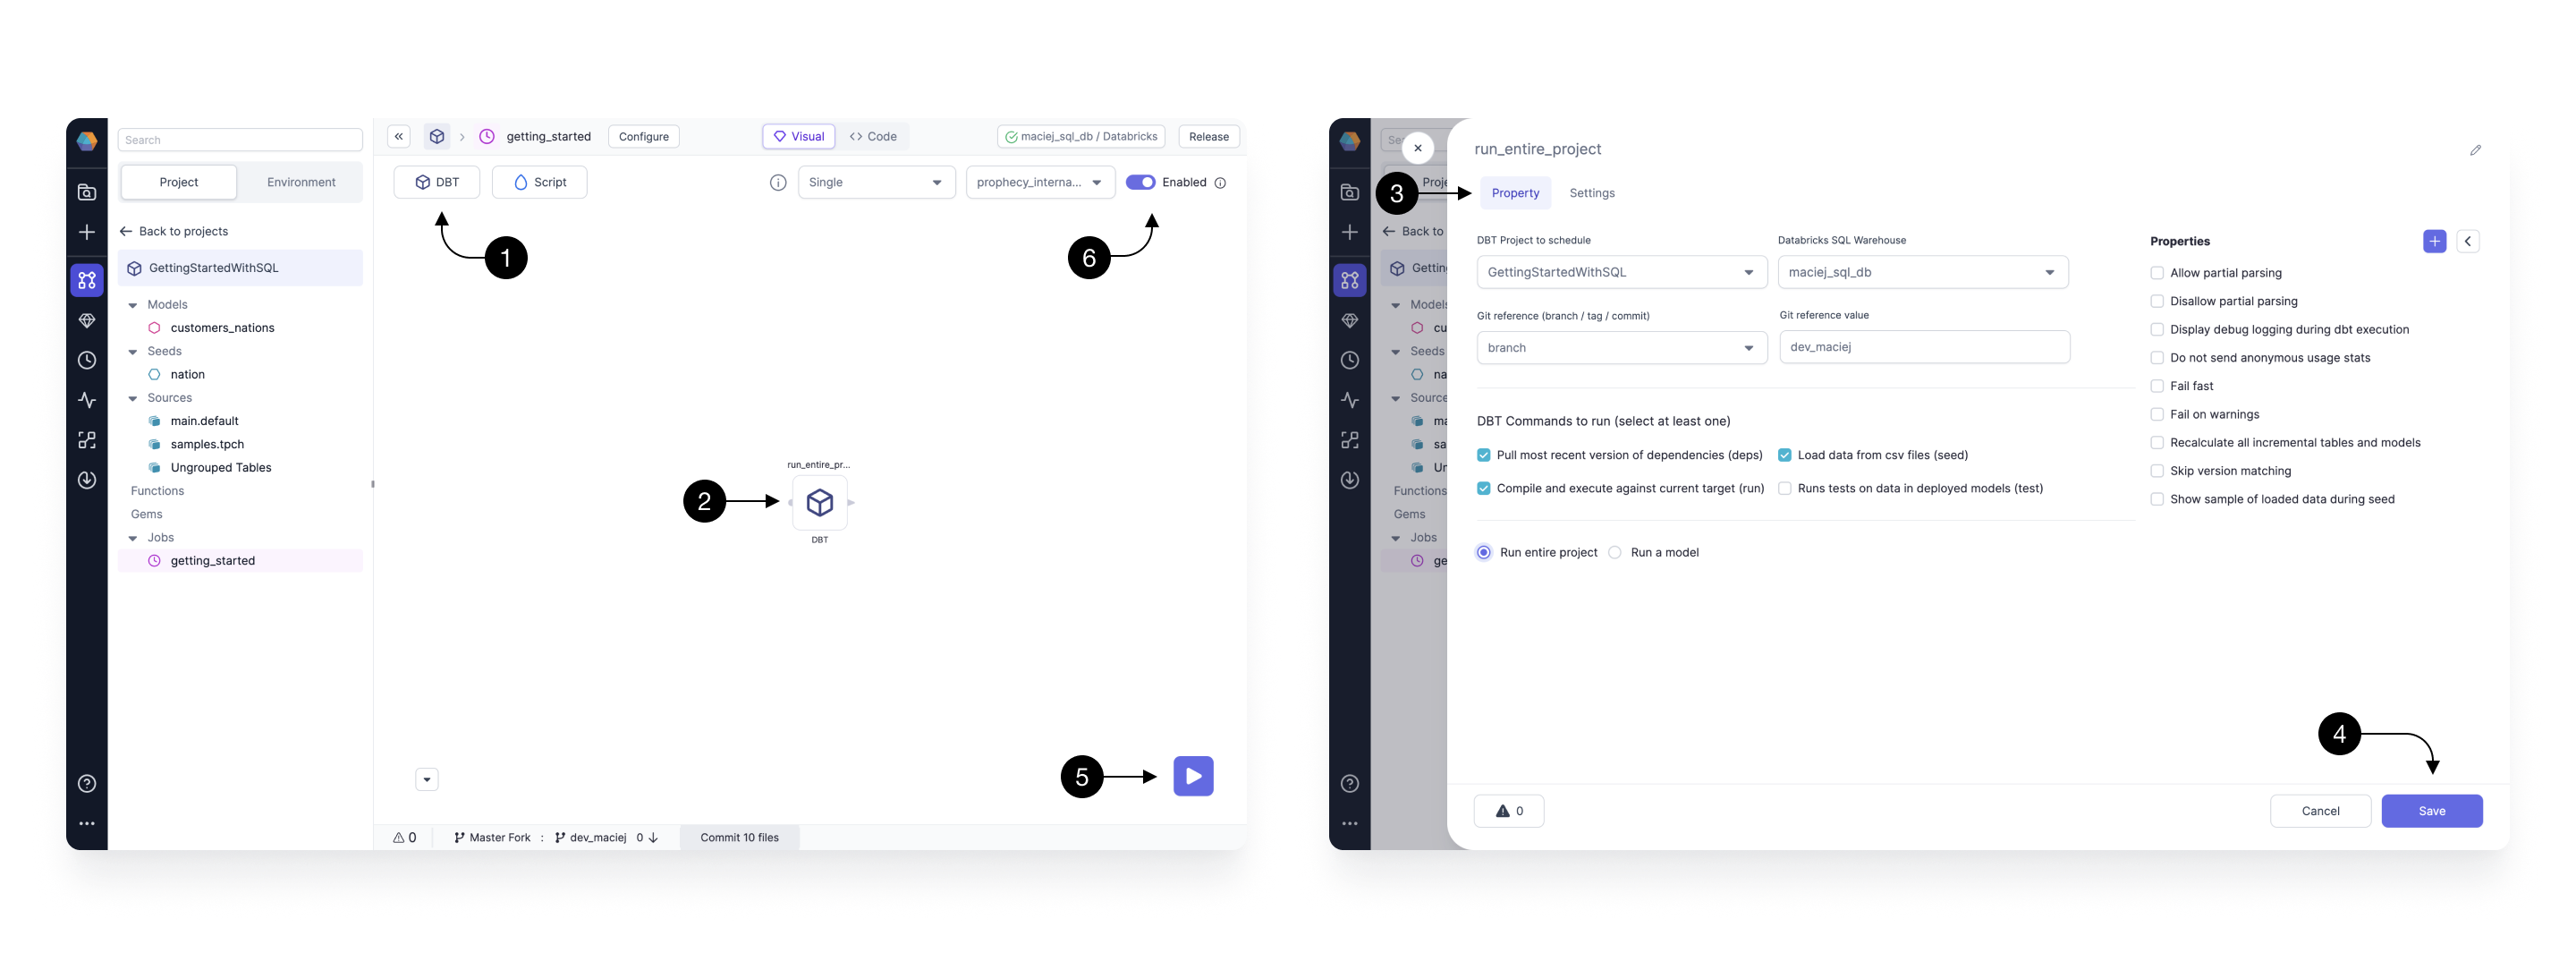 Search
Project
Environment
Back to projects
GettingStartedWithSQL
Models
customers_nations
Seeds
nation
Sources
main.default
samples.tpch
Ungrouped Tables
Functions
Gems
Jobs
getting_started
getting_started
Configure
Visual
Code
maciej_sql_db / Databricks
Release
DBT
Script
Single
prophecy_interna...
Enabled
1
6
run_entire_pr...
2
DBT
5
0
Master Fork : dev_maciej 0
Commit 10 files
Sea
Proje
Back to
Gettin
Models
cu
Seeds
na
Source
ma
sa
Un
Functions
Gems
Jobs
ge
run_entire_project
3
Property
Settings
DBT Project to schedule
Databricks SQL Warehouse
GettingStartedWithSQL
maciej_sql_db
Git reference (branch / tag / commit)
Git reference value
branch
dev_maciej
DBT Commands to run (select at least one)
Pull most recent version of dependencies (deps)
Load data from csv files (seed)
Compile and execute against current target (run)
Runs tests on data in deployed models (test)
Run entire project
Run a model
Properties
Allow partial parsing
Disallow partial parsing
Display debug logging during dbt execution
Do not send anonymous usage stats
Fail fast
Fail on warnings
Recalculate all incremental tables and models
Skip version matching
Show sample of loaded data during seed
4
0
Cancel
Save